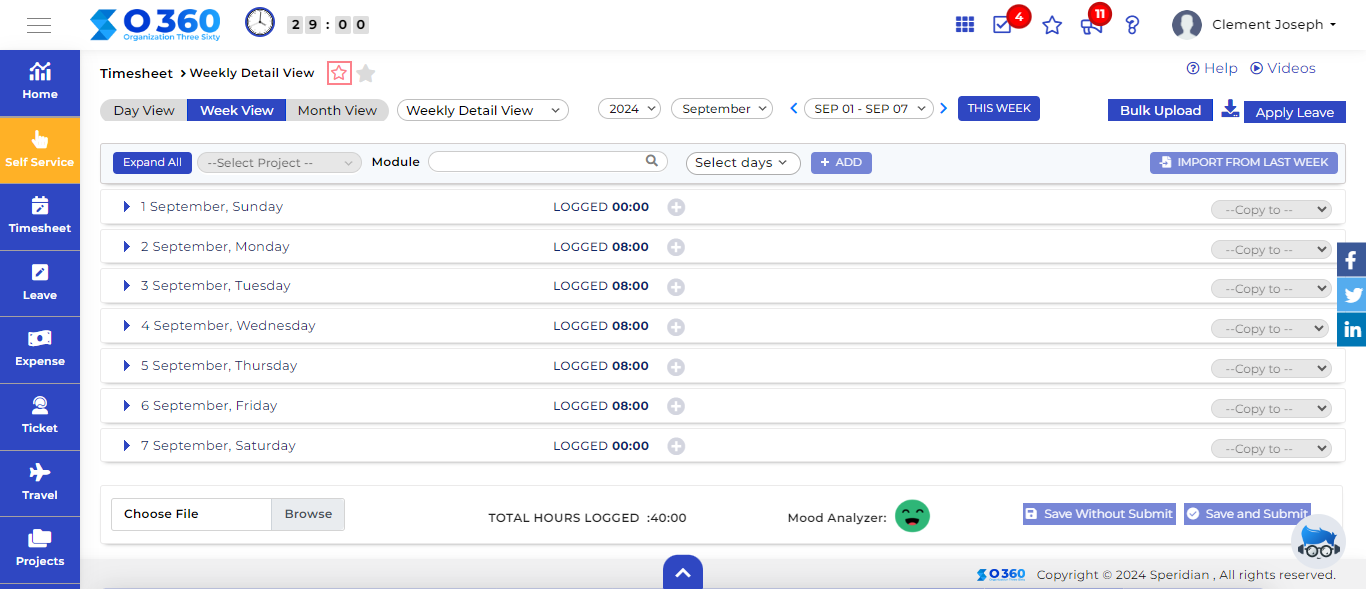 O 360
Organization Three Sixty
29:00
4
11
Clement Joseph
Home
Self Service
Timesheet
Leave
Expense
Ticket
Travel
Projects
Timesheet > Weekly Detail View
Help Videos
Day View Week View Month View Weekly Detail View 2024 September SEP 01 - SEP 07 THIS WEEK Bulk Upload Apply Leave
Expand All --Select Project -- Module Select days + ADD IMPORT FROM LAST WEEK
1 September, Sunday LOGGED 00:00 --Copy to --
2 September, Monday LOGGED 08:00 --Copy to --
3 September, Tuesday LOGGED 08:00 --Copy to --
4 September, Wednesday LOGGED 08:00 --Copy to --
5 September, Thursday LOGGED 08:00 --Copy to --
6 September, Friday LOGGED 08:00 --Copy to --
7 September, Saturday LOGGED 00:00 --Copy to --
Choose File Browse TOTAL HOURS LOGGED :40:00 Mood Analyzer: Save Without Submit Save and Submit
O 360 Copyright © 2024 Speridian , All rights reserved.